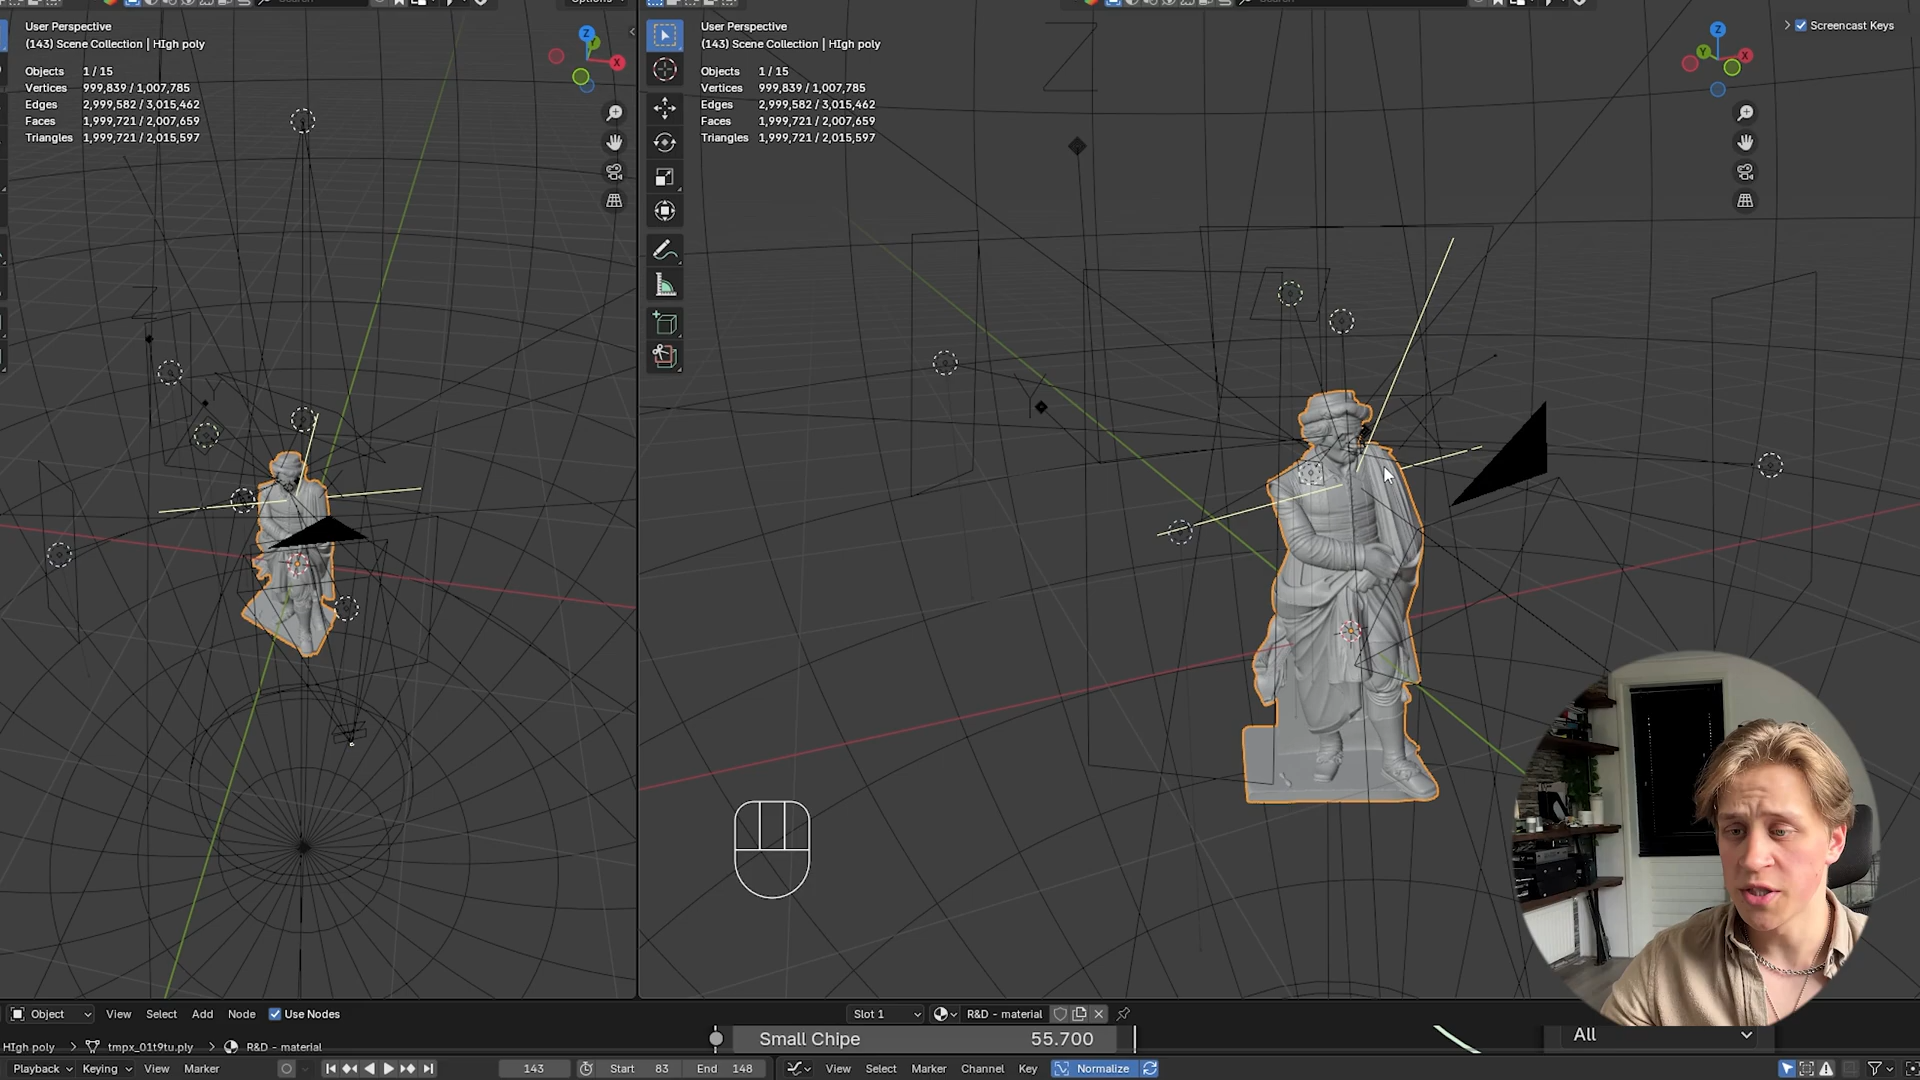 Options
User Perspective
(143) Scene Collection | HIgh poly
Objects 1 / 15
Vertices 999,839 / 1,007,785
Edges 2,999,582 / 3,015,462
Faces 1,999,721 / 2,007,659
Triangles 1,999,721 / 2,015,597
Z
Y
X
Z
Y
User Perspective
(143) Scene Collection | HIgh poly
Objects 1 / 15
Vertices 999,839 / 1,007,785
Edges 2,999,582 / 3,015,462
Faces 1,999,721 / 2,007,659
Triangles 1,999,721 / 2,015,597
Z
Y
Z
Y
X
Screencast Keys
Object View Select Add Node Use Nodes Slot 1 R&D - material
HIgh poly > tmpx_01t9tu.ply > R&D - material
Small Chipe 55.700
All
Playback Keying View Marker 143 Start 83 End 148 View Select Marker Channel Key Normalize